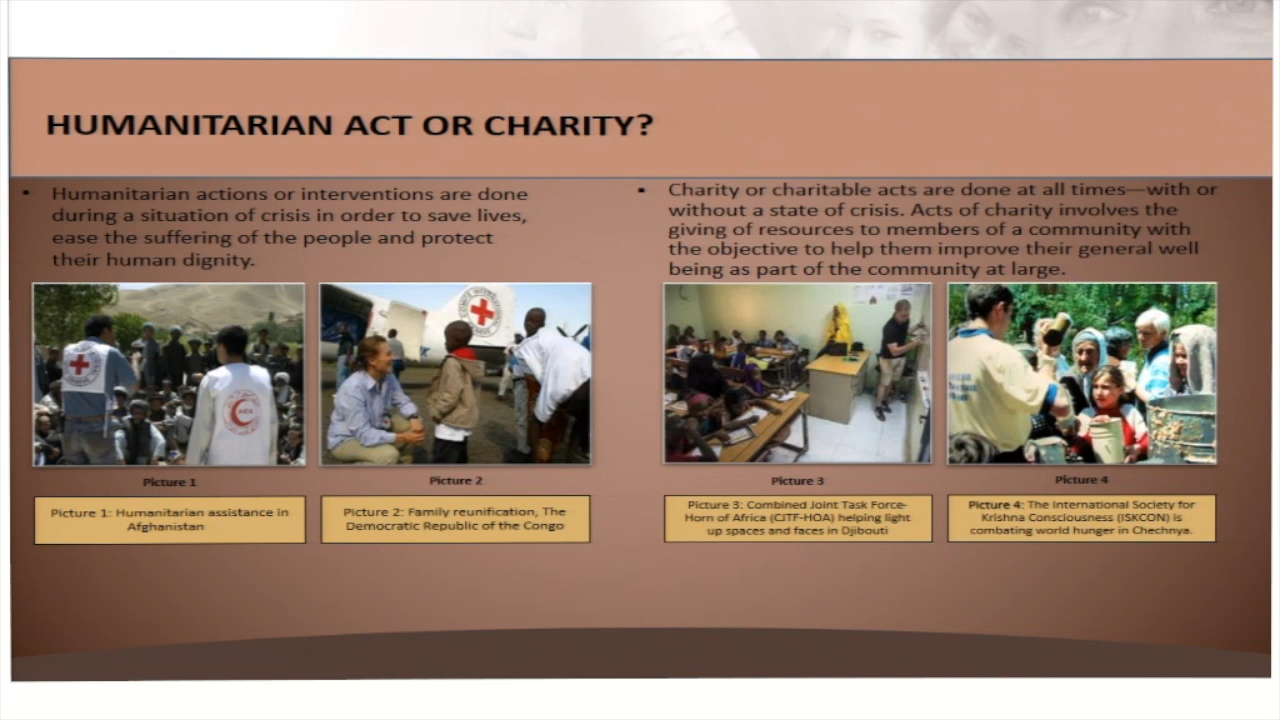 HUMANITARIAN ACT OR CHARITY?
• Humanitarian actions or interventions are done
during a situation of crisis in order to save lives,
ease the suffering of the people and protect
their human dignity.
▪ Charity or charitable acts are done at all times—with or
without a state of crisis. Acts of charity involves the
giving of resources to members of a community with
the objective to help them improve their general well
being as part of the community at large.
Picture 1
Picture 2
Picture 3
Picture 4
Picture 1: Humanitarian assistance in
Afghanistan
Picture 2: Family reunification, The
Democratic Republic of the Congo
Picture 3: Combined Joint Task Force-
Horn of Africa (CJTF-HOA) helping light
up spaces and faces in Djibouti
Picture 4: The International Society for
Krishna Consciousness (ISKCON) is
combating world hunger in Chechnya.